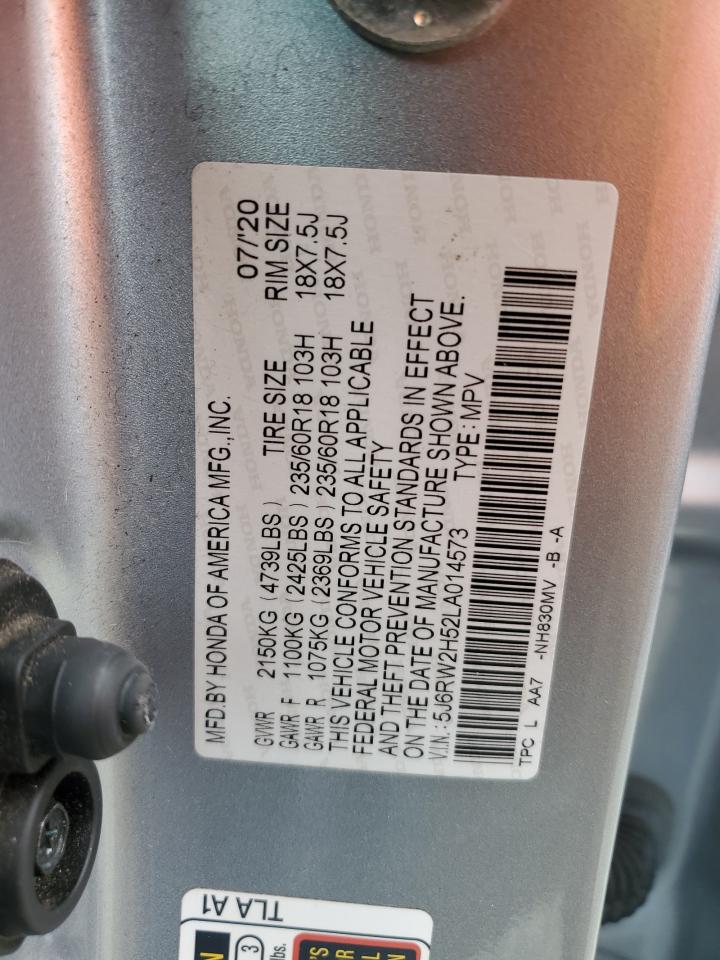 MFD.BY HONDA OF AMERICA MFG.,INC. 07/'20
GVWR 2150KG (4739LBS) TIRE SIZE RIM SIZE
GAWR F 1100KG (2425LBS) 235/60R18 103H 18X7.5J
GAWR R 1075KG (2369LBS) 235/60R18 103H 18X7.5J
THIS VEHICLE CONFORMS TO ALL APPLICABLE
FEDERAL MOTOR VEHICLE SAFETY
AND THEFT PREVENTION STANDARDS IN EFFECT
ON THE DATE OF MANUFACTURE SHOWN ABOVE.
V.I.N.: 5J6RW2H52LA014573 TYPE: MPV
TPC L AA7 -NH830MV -B -A
TLA A1
3
lbs.